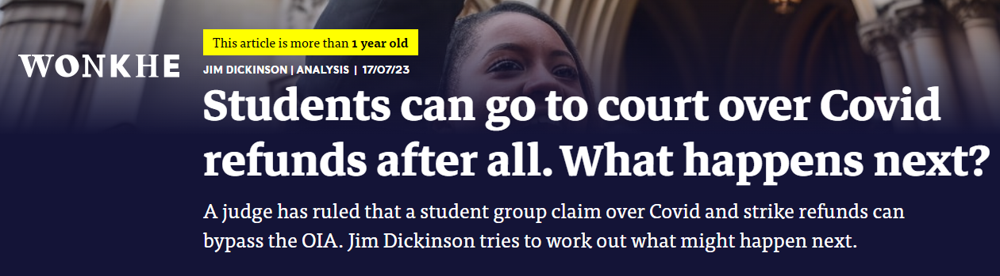 This article is more than 1 year old
WONKHE
JIM DICKINSON | ANALYSIS | 17/07/23
Students can go to court over Covid
refunds after all. What happens next?
A judge has ruled that a student group claim over Covid and strike refunds can
bypass the OIA. Jim Dickinson tries to work out what might happen next.